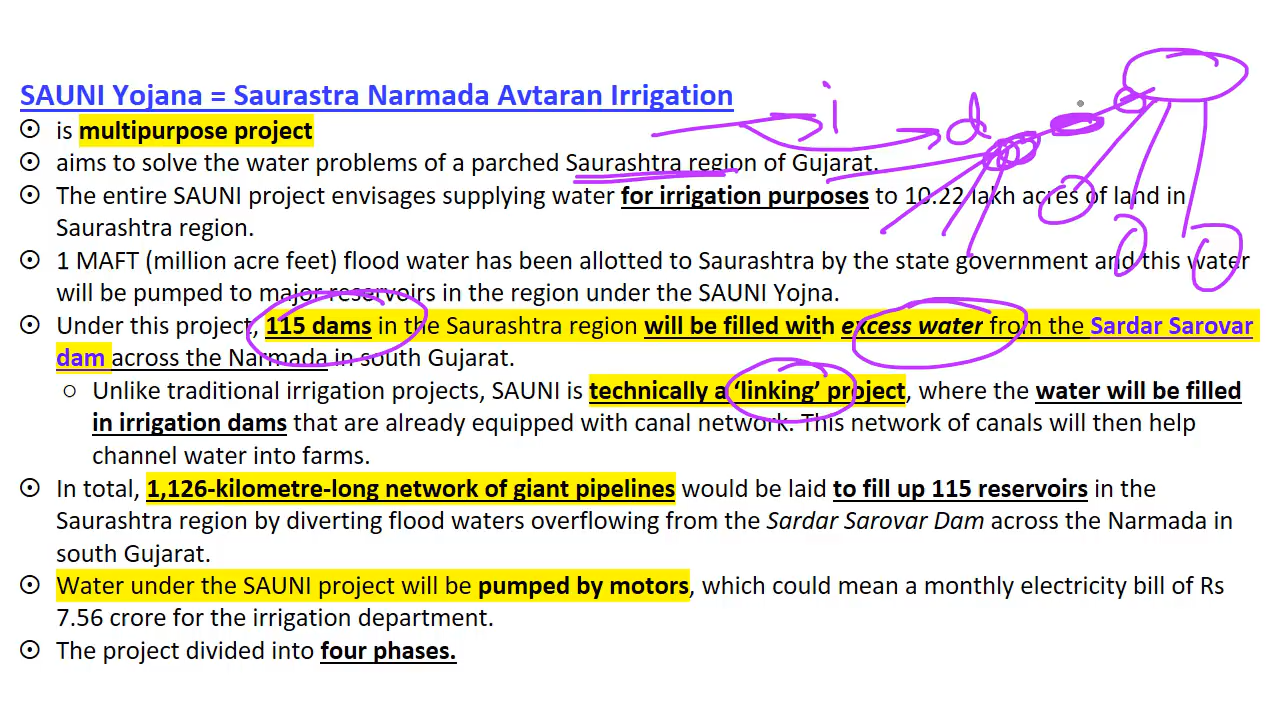 SAUNI Yojana = Saurastra Narmada Avtaran Irrigation
is multipurpose project
aims to solve the water problems of a parched Saurashtra region of Gujarat.
The entire SAUNI project envisages supplying water for irrigation purposes to 10.22 lakh acres of land in
Saurashtra region.
1 MAFT (million acre feet) flood water has been allotted to Saurashtra by the state government and this water
will be pumped to major reservoirs in the region under the SAUNI Yojna.
Under this project, 115 dams in the Saurashtra region will be filled with excess water from the Sardar Sarovar
dam across the Narmada in south Gujarat.
Unlike traditional irrigation projects, SAUNI is technically a ‘linking’ project, where the water will be filled
in irrigation dams that are already equipped with canal network. This network of canals will then help
channel water into farms.
In total, 1,126-kilometre-long network of giant pipelines would be laid to fill up 115 reservoirs in the
Saurashtra region by diverting flood waters overflowing from the Sardar Sarovar Dam across the Narmada in
south Gujarat.
Water under the SAUNI project will be pumped by motors, which could mean a monthly electricity bill of Rs
7.56 crore for the irrigation department.
The project divided into four phases.
i
d